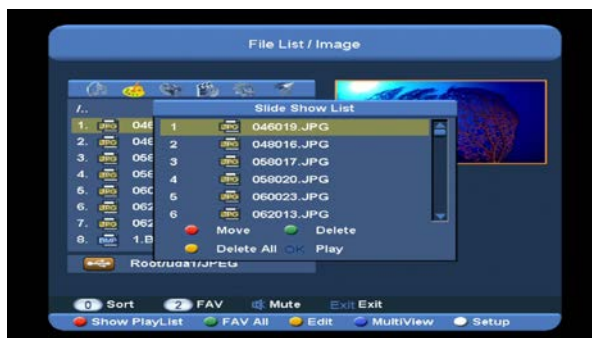 File List / Image
/..
Slide Show List
1. 046
2. 048
3. 058
4. 058
5. 060
6. 062
7. 062
8. 1.B
1 046019.JPG
2 048016.JPG
3 058017.JPG
4 058020.JPG
5 060023.JPG
6 062013.JPG
Move Delete
Delete All OK Play
Root/uda1/JPEG
0 Sort 2 FAV Mute Exit Exit
Show PlayList FAV All Edit MultiView Setup